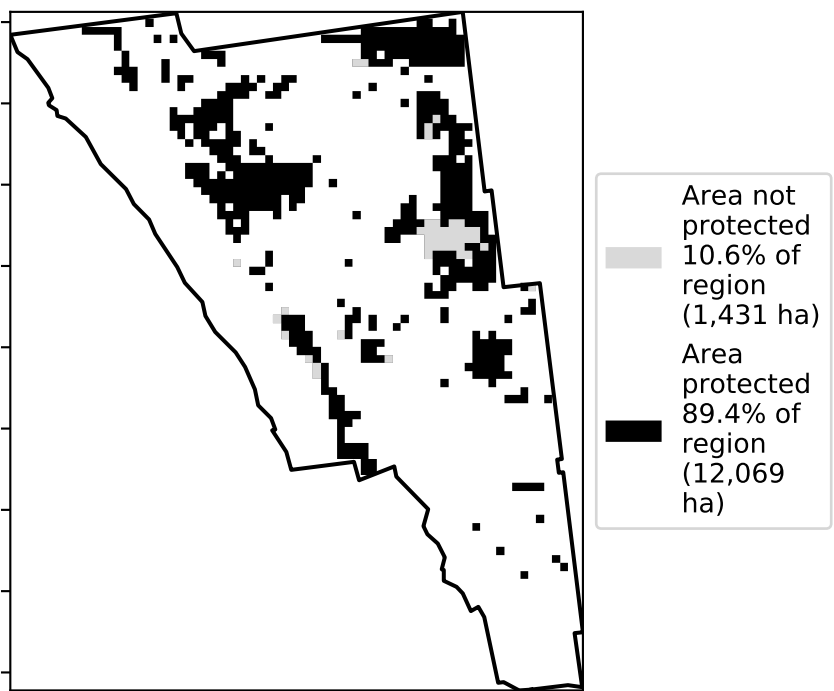 Area not
protected
10.6% of
region
(1,431 ha)
Area
protected
89.4% of
region
(12,069
ha)